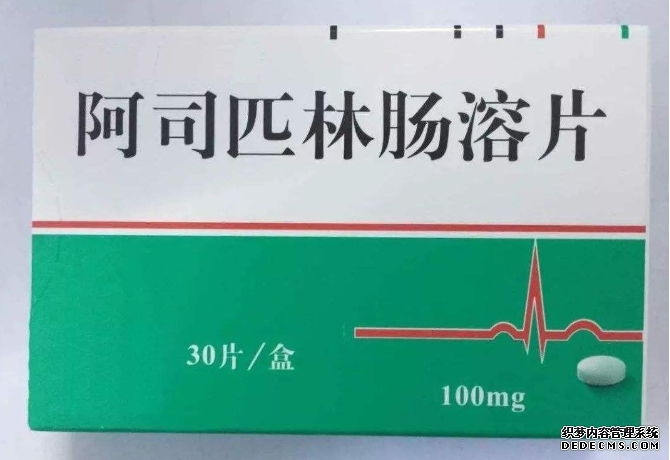 阿司匹林肠溶片
30片/盒
100mg
织梦内容管理系统
DEDECMS.COM